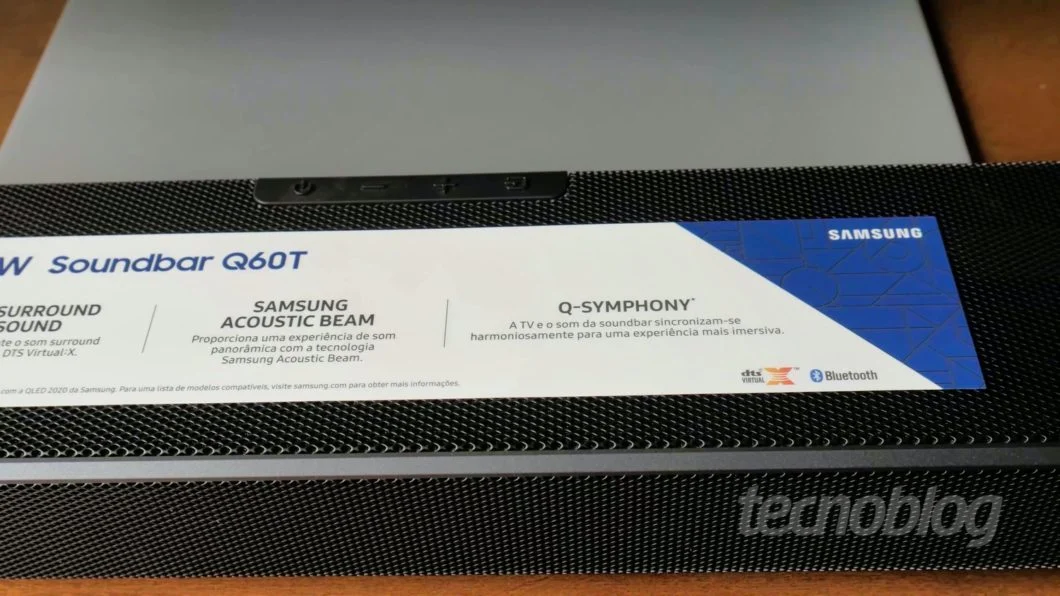 SAMSUNG
W Soundbar Q60T
SURROUND
SOUND
te o som surround
DTS Virtual:X.
SAMSUNG
ACOUSTIC BEAM
Proporciona uma experiência de som
panorâmica com a tecnologia
Samsung Acoustic Beam.
Q-SYMPHONY*
A TV e o som da soundbar sincronizam-se
harmoniosamente para uma experiência mais imersiva.
com a QLED 2020 da Samsung. Para uma lista de modelos compatíveis, visite samsung.com para obter mais informações.
dts
VIRTUAL X™
Bluetooth
tecnoblog